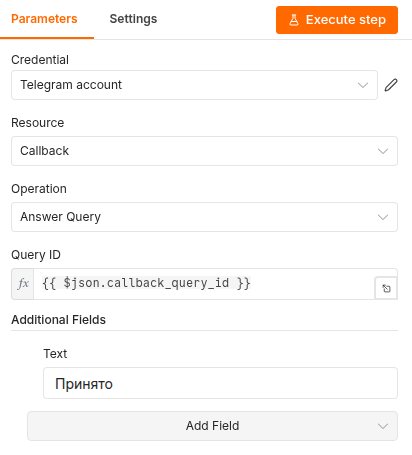 Parameters
Settings
Execute step
Credential
Telegram account
Resource
Callback
Operation
Answer Query
Query ID
fx {{ $json.callback_query_id }}
Additional Fields
Text
Принято
Add Field